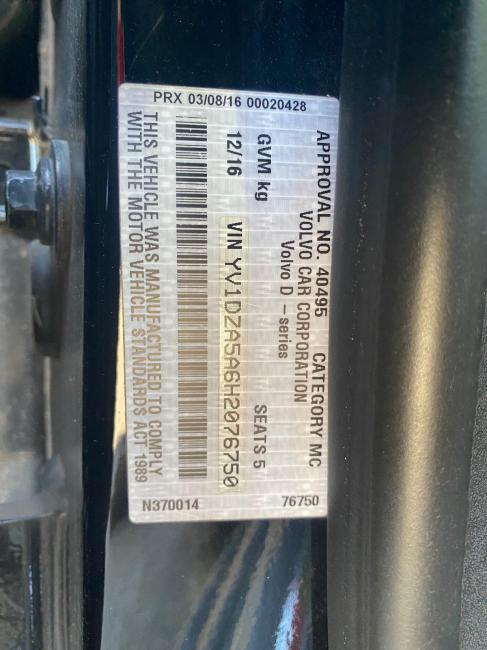 PRX 03/08/16 00020428
APPROVAL NO. 40495 CATEGORY MC
VOLVO CAR CORPORATION
Volvo D -series
GVM kg SEATS 5
12/16 VIN YV1DZA5A6H2076750
THIS VEHICLE WAS MANUFACTURED TO COMPLY
WITH THE MOTOR VEHICLE STANDARDS ACT 1989
N370014 76750